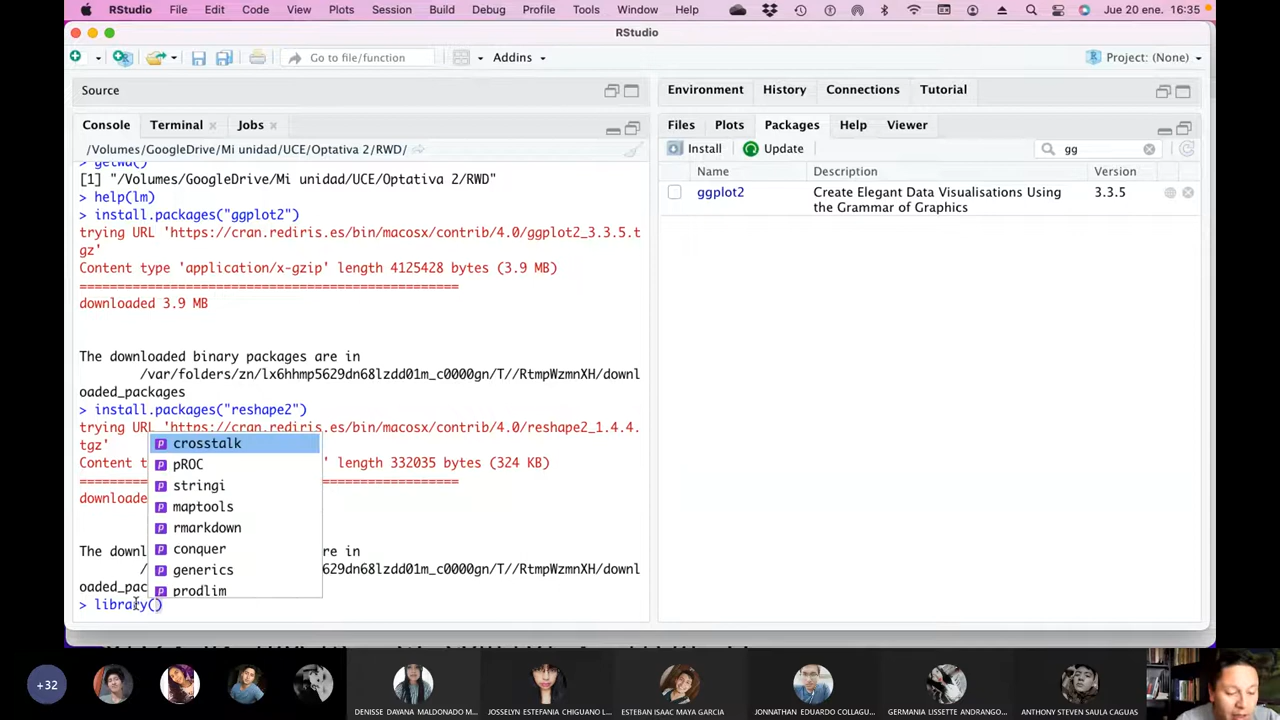 RStudio File Edit Code View Plots Session Build Debug Profile Tools Window Help Jue 20 ene. 16:35
RStudio
Go to file/function Addins Project: (None)
Source
Environment History Connections Tutorial
Console Terminal Jobs
Files Plots Packages Help Viewer
/Volumes/GoogleDrive/Mi unidad/UCE/Optativa 2/RWD/
Install Update gg
Name Description Version
ggplot2 Create Elegant Data Visualisations Using the Grammar of Graphics 3.3.5
> getwd()
[1] "/Volumes/GoogleDrive/Mi unidad/UCE/Optativa 2/RWD"
> help(lm)
> install.packages("ggplot2")
trying URL 'https://cran.rediris.es/bin/macosx/contrib/4.0/ggplot2_3.3.5.t
gz'
Content type 'application/x-gzip' length 4125428 bytes (3.9 MB)
==================================================
downloaded 3.9 MB
The downloaded binary packages are in
/var/folders/zn/lx6hhmp5629dn68lzdd01m_c0000gn/T//RtmpWzmnXH/downl
oaded_packages
> install.packages("reshape2")
trying URL 'https://cran.rediris.es/bin/macosx/contrib/4.0/reshape2_1.4.4.
tgz'
Content t ' length 332035 bytes (324 KB)
downloade
The downl re in
/ 629dn68lzdd01m_c0000gn/T//RtmpWzmnXH/downl
oaded_pac
> library()
crosstalk
pROC
stringi
maptools
rmarkdown
conquer
generics
prodlim
+32
DENISSE DAYANA MALDONADO M...
JOSSELYN ESTEFANIA CHIGUANO L...
ESTEBAN ISAAC MAYA GARCIA
JONNATHAN EDUARDO COLLAGU...
GERMANIA LISSETTE ANDRANGO...
ANTHONY STEVEN SAULA CAGUAS